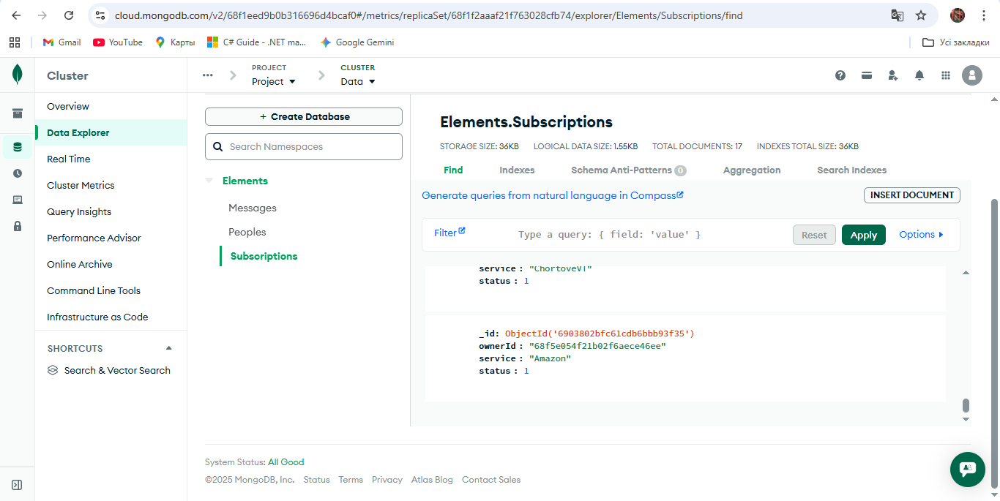 cloud.mongodb.com/v2/68f1eed9b0b316696d4bcaf0#/metrics/replicaSet/68f1f2aaaf21f763028cfb74/explorer/Elements/Subscriptions/find
Gmail YouTube Карты C# Guide - .NET ma... Google Gemini Усі закладки
Cluster
PROJECT
Project
CLUSTER
Data
Overview
Data Explorer
Real Time
Cluster Metrics
Query Insights
Performance Advisor
Online Archive
Command Line Tools
Infrastructure as Code
SHORTCUTS
Search & Vector Search
+ Create Database
Search Namespaces
Elements
Messages
Peoples
Subscriptions
Elements.Subscriptions
STORAGE SIZE: 36KB LOGICAL DATA SIZE: 1.55KB TOTAL DOCUMENTS: 17 INDEXES TOTAL SIZE: 36KB
Find Indexes Schema Anti-Patterns 0 Aggregation Search Indexes
Generate queries from natural language in Compass
INSERT DOCUMENT
Filter Type a query: { field: 'value' } Reset Apply Options
service : "ChortoveVT"
status : 1
_id: ObjectId('6903802bfc61cdb6bbb93f35')
ownerId : "68f5e054f21b02f6aece46ee"
service : "Amazon"
status : 1
System Status: All Good
©2025 MongoDB, Inc. Status Terms Privacy Atlas Blog Contact Sales